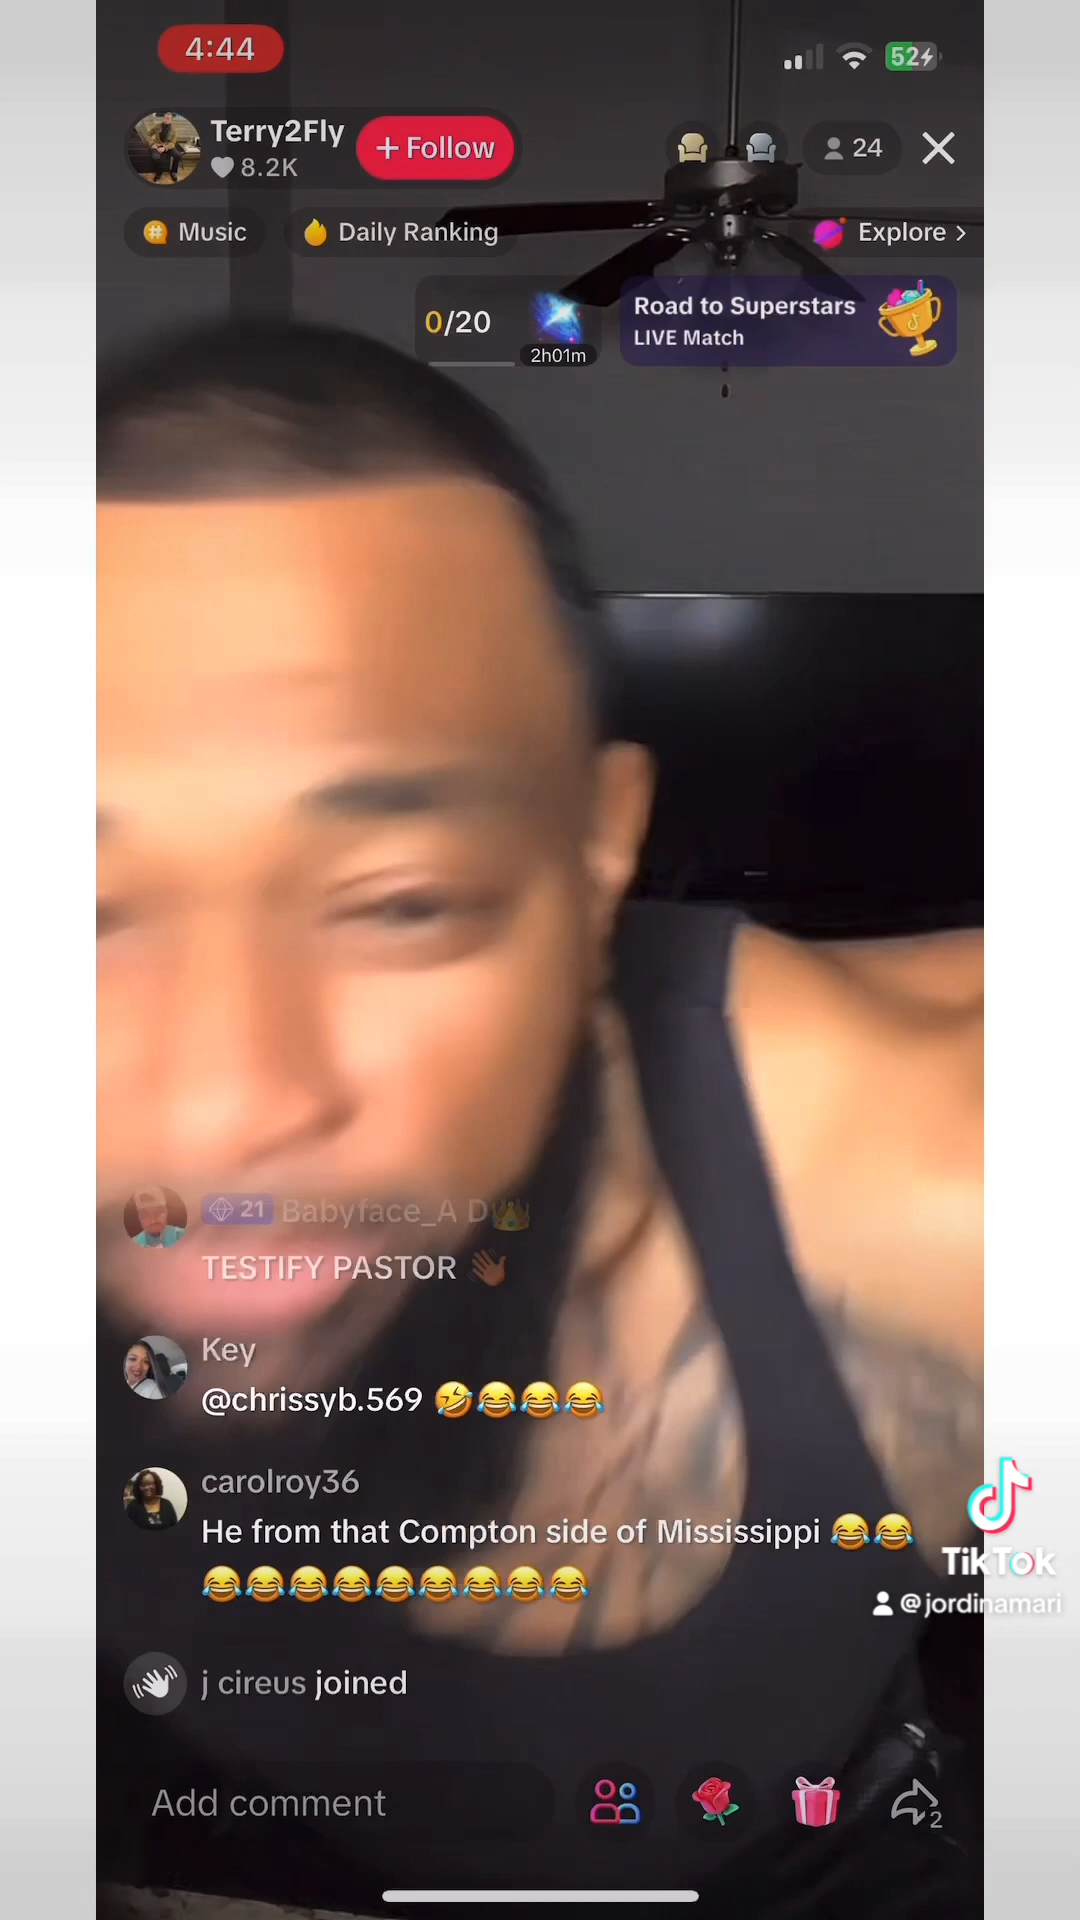 4:44
52
Terry2Fly
8.2K
+ Follow
24
Music
Daily Ranking
Explore >
0/20
2h01m
Road to Superstars
LIVE Match
21 Babyface_A D👑
TESTIFY PASTOR 👋🏾
Key
@chrissyb.569 🤣😂😂😂
carolroy36
He from that Compton side of Mississippi 😂😂
😂😂😂😂😂😂😂😂😂
j cireus joined
TikTok
@jordinamari
Add comment
2